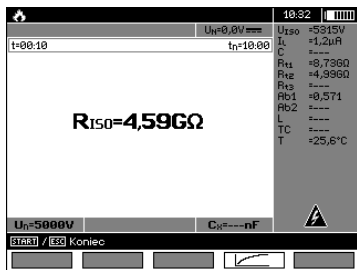 10:32
UN=0,0V
t=00:10 tn=10:00
RISO=4,59GΩ
Un=5000V CX=---nF
UISO =5315V
IL =1,2µA
C =---
Rt1 =8,73GΩ
Rt2 =4,99GΩ
Rt3 =---
Ab1 =0,571
Ab2 =---
L =---
TC =---
T =25,6°C
START / ESC Koniec